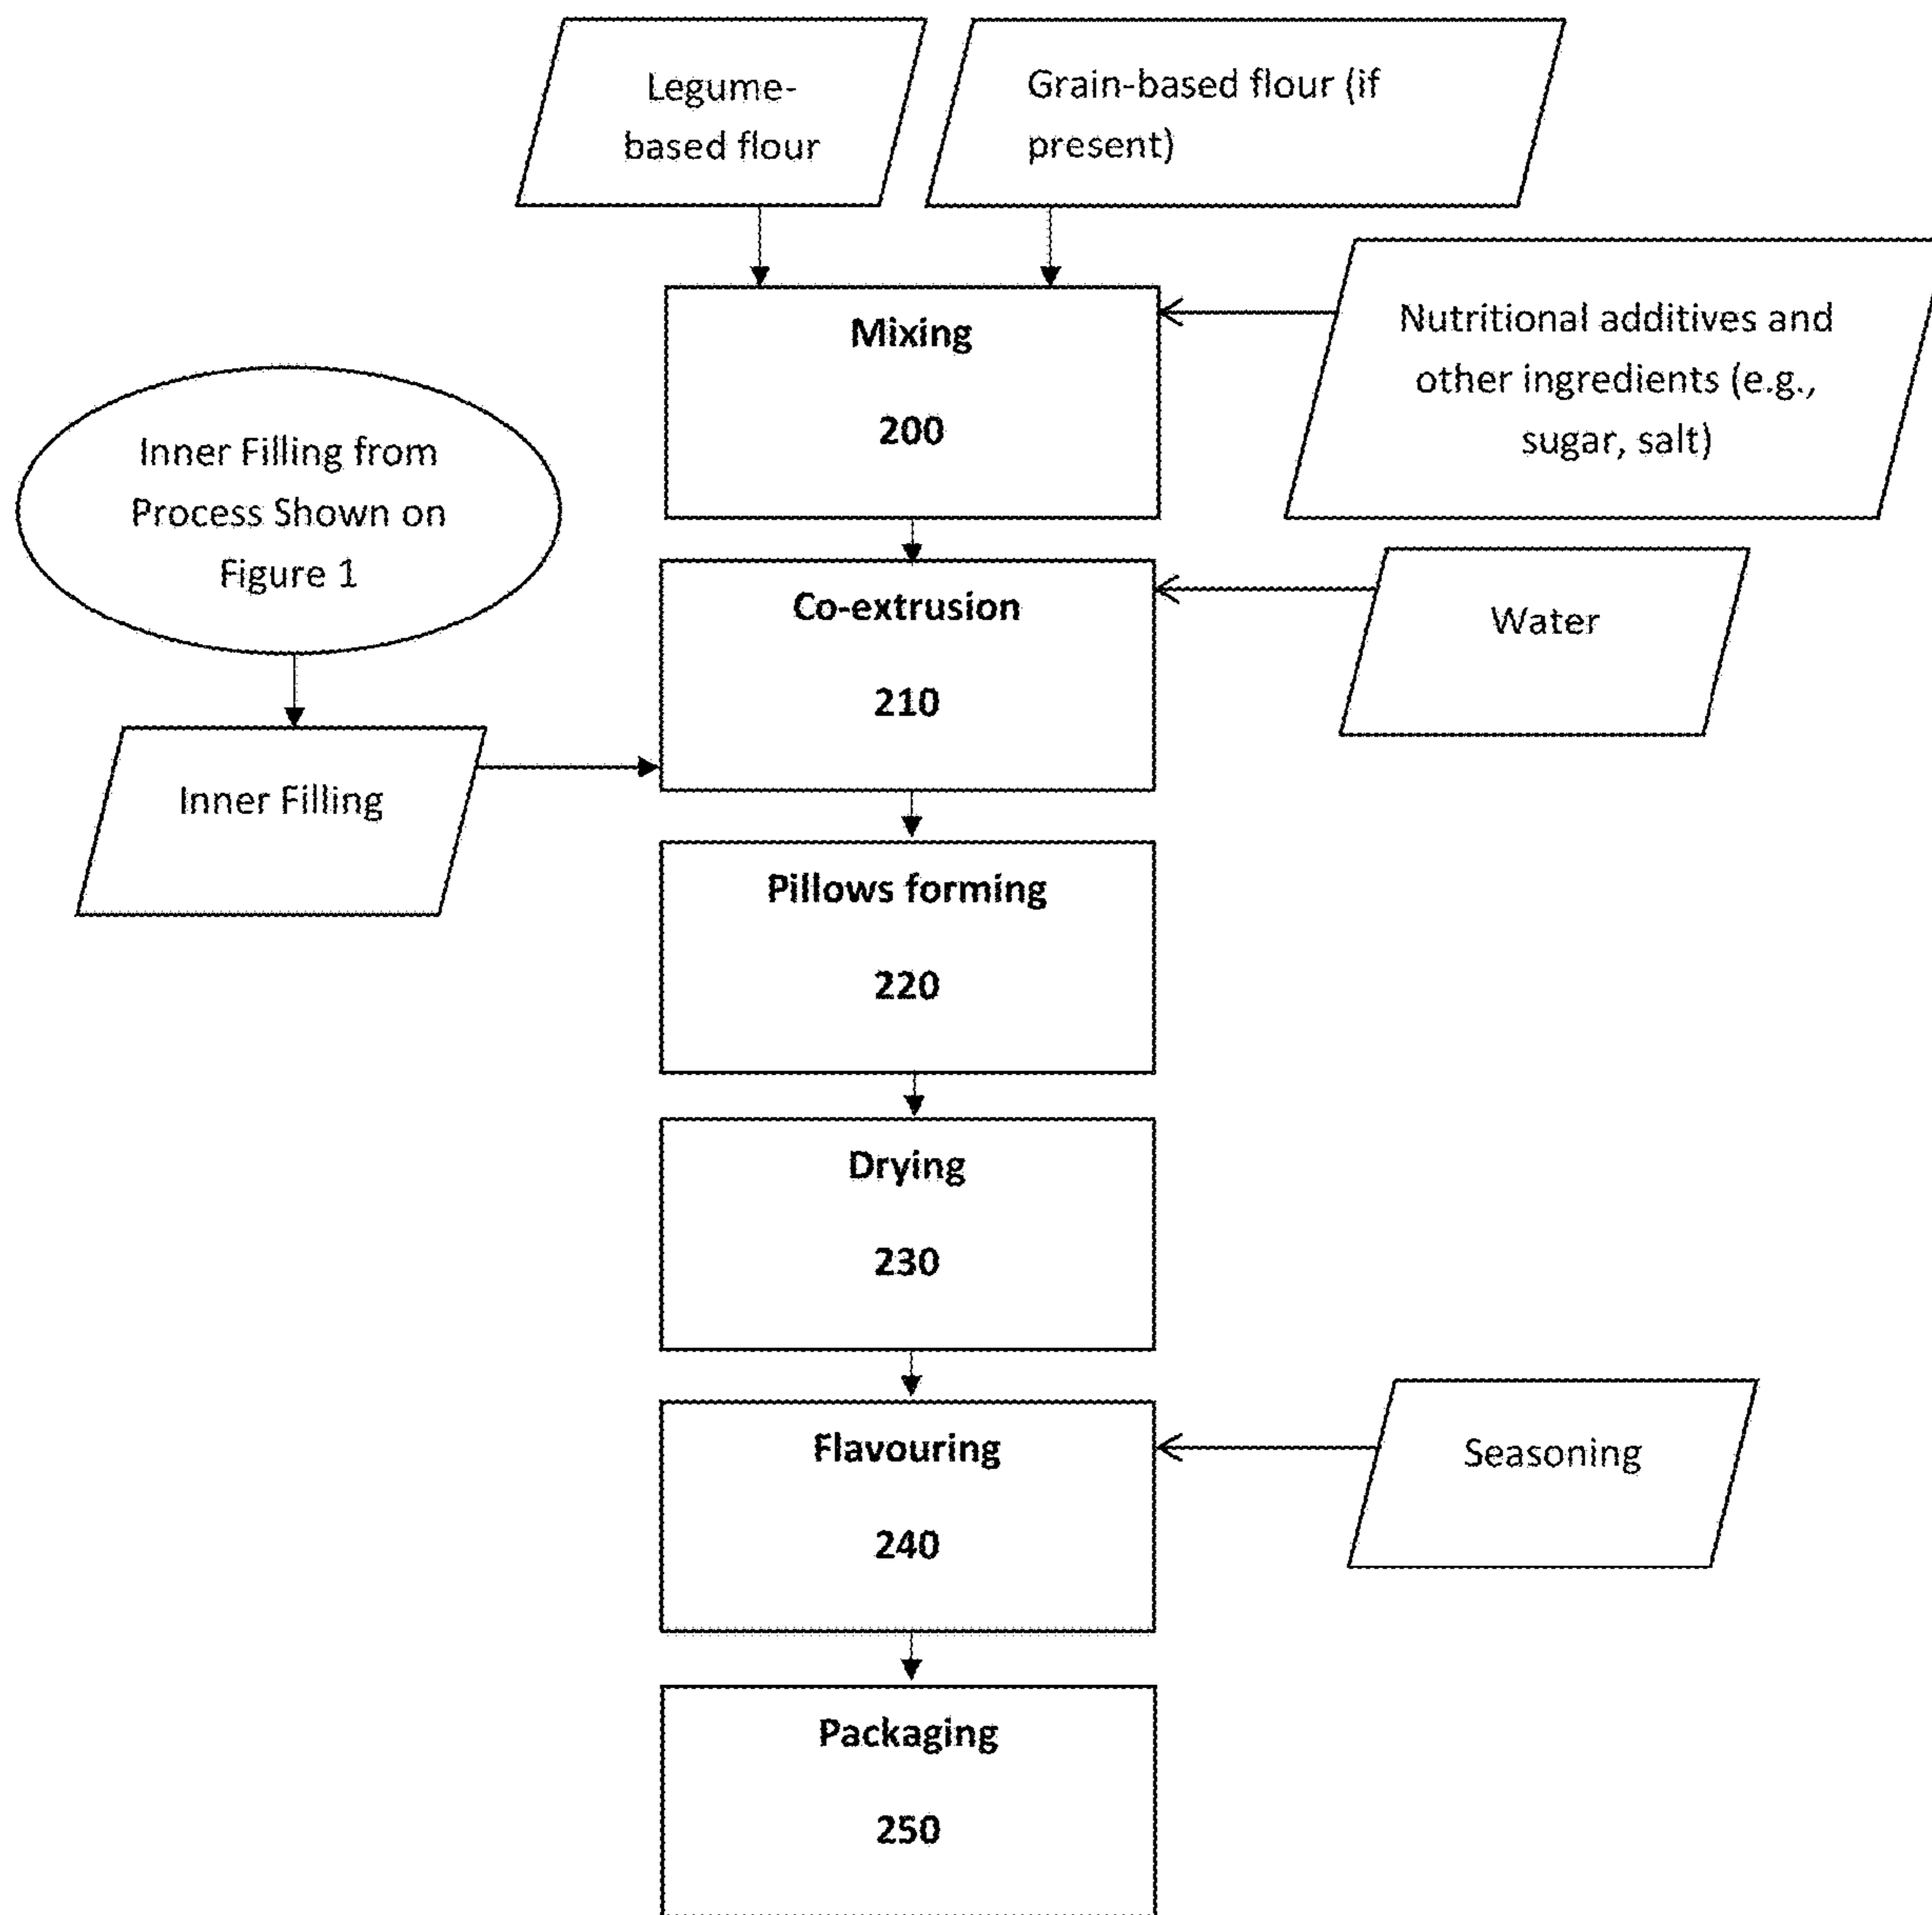 Legume-
based flour
Grain-based flour (if
present)
Mixing
200
Nutritional additives and
other ingredients (e.g.,
sugar, salt)
Inner Filling from
Process Shown on
Figure 1
Co-extrusion
210
Water
Inner Filling
Pillows forming
220
Drying
230
Flavouring
240
Seasoning
Packaging
250